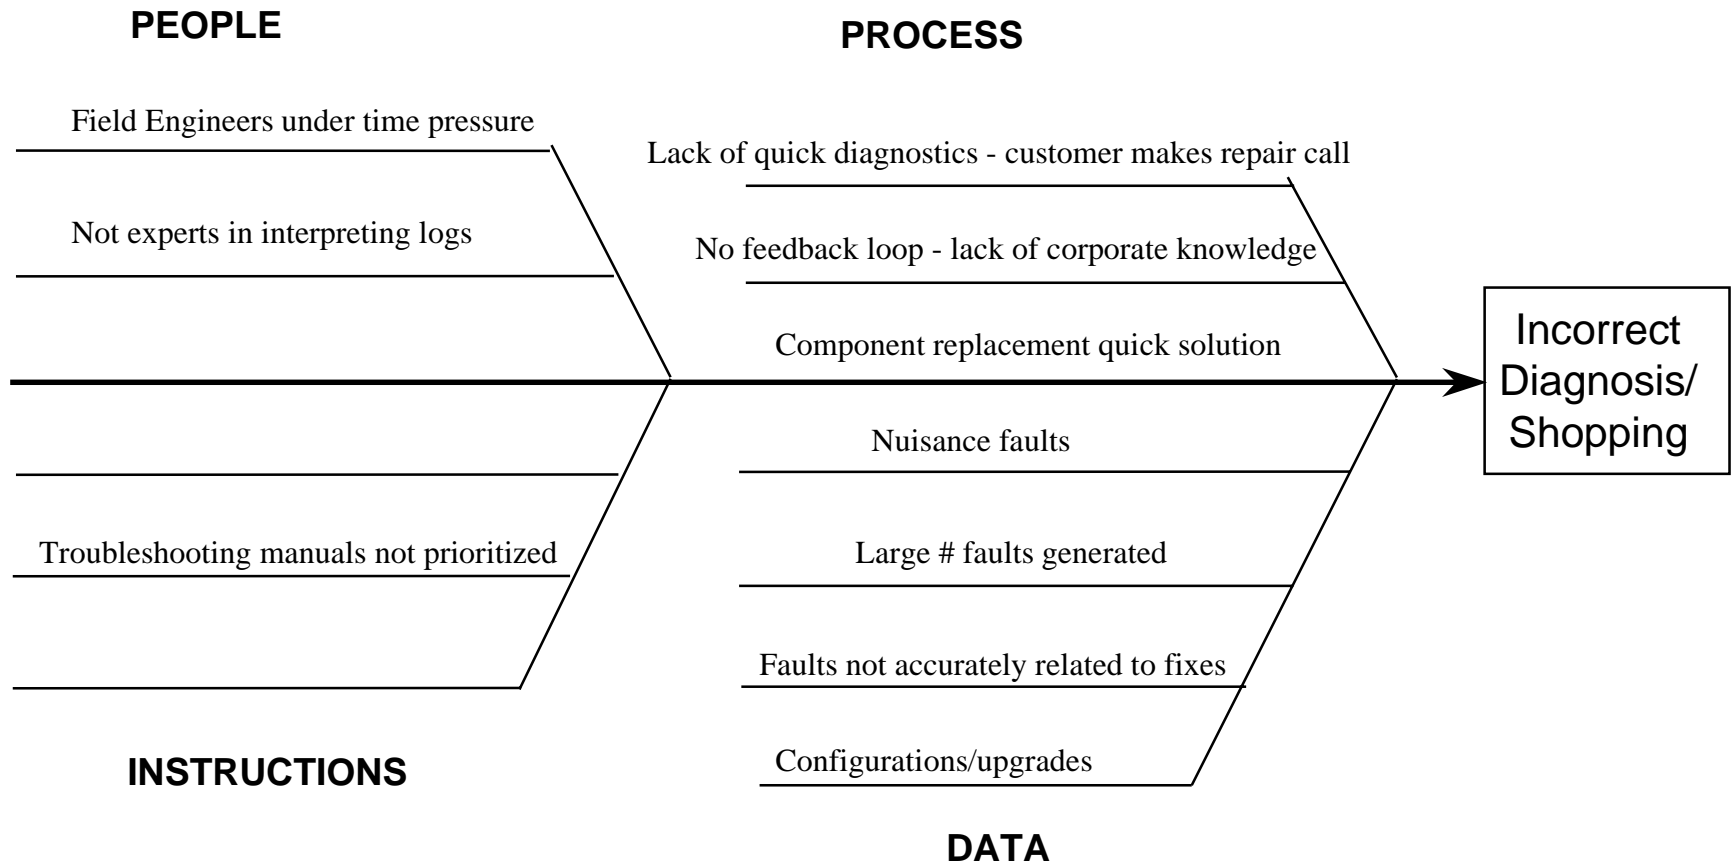 PEOPLE
PROCESS
Field Engineers under time pressure
Lack of quick diagnostics - customer makes repair call
Not experts in interpreting logs
No feedback loop - lack of corporate knowledge
Component replacement quick solution
Incorrect
Diagnosis/
Shopping
Nuisance faults
Troubleshooting manuals not prioritized
Large # faults generated
Faults not accurately related to fixes
Configurations/upgrades
INSTRUCTIONS
DATA